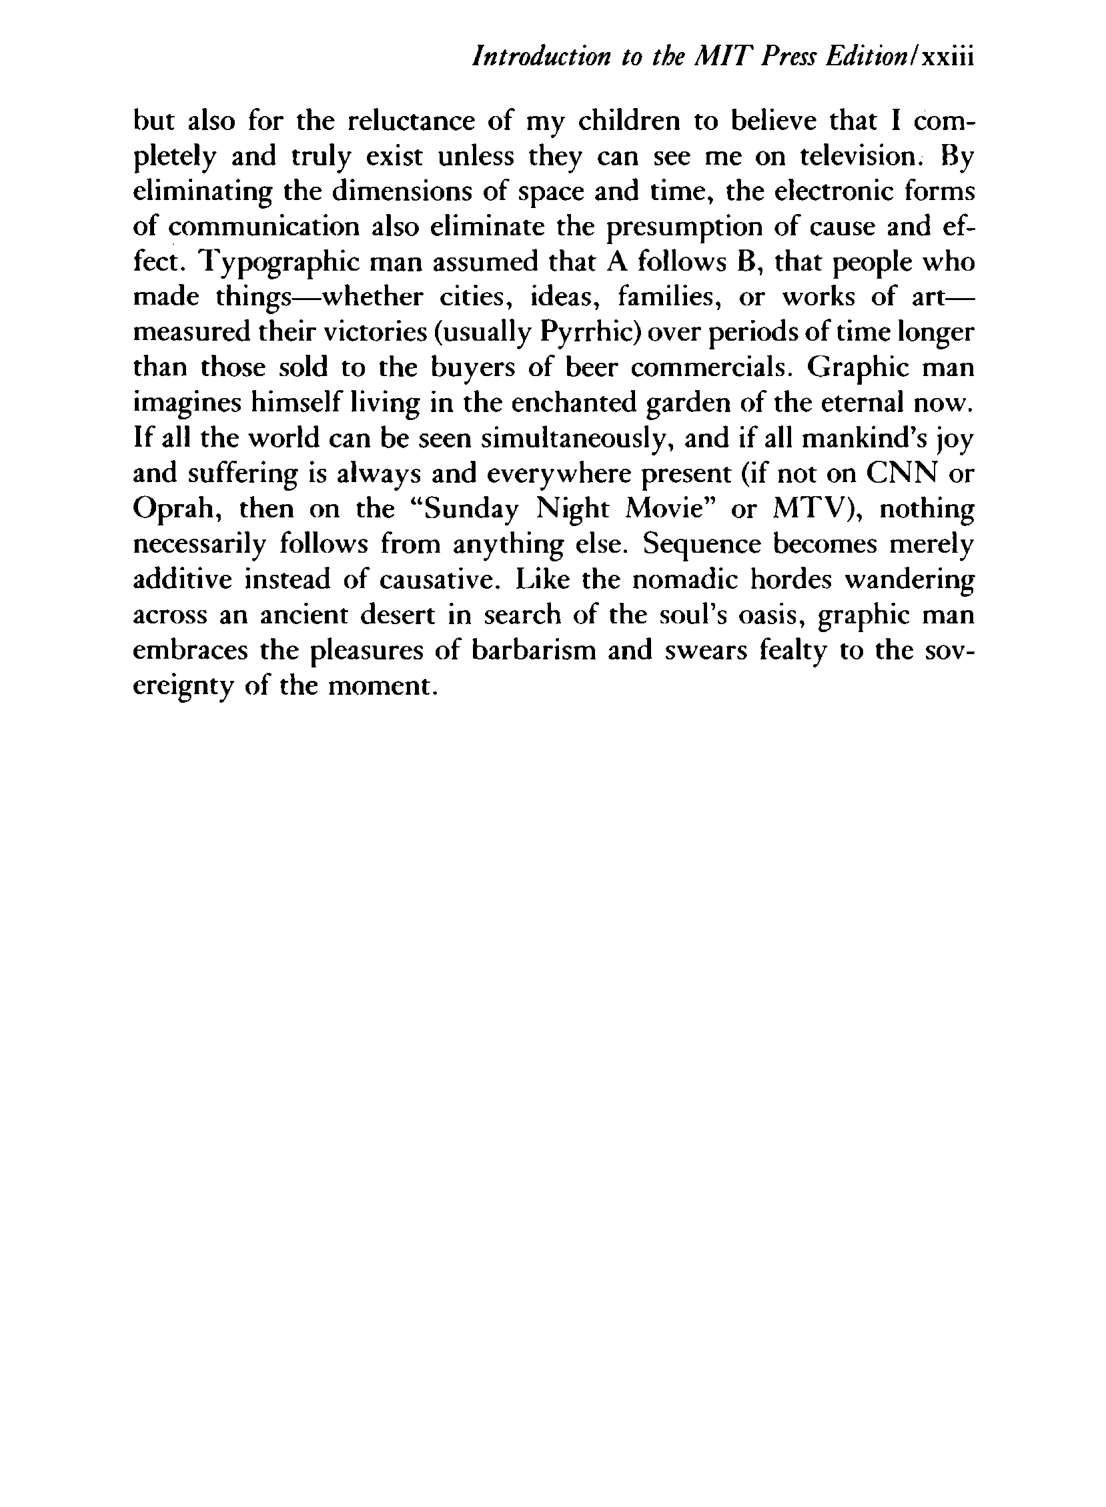 Introduction to the MIT Press Edition/xxiii
but also for the reluctance of my children to believe that I com-
pletely and truly exist unless they can see me on television. By
eliminating the dimensions of space and time, the electronic forms
of communication also eliminate the presumption of cause and ef-
fect. Typographic man assumed that A follows B, that people who
made things—whether cities, ideas, families, or works of art—
measured their victories (usually Pyrrhic) over periods of time longer
than those sold to the buyers of beer commercials. Graphic man
imagines himself living in the enchanted garden of the eternal now.
If all the world can be seen simultaneously, and if all mankind's joy
and suffering is always and everywhere present (if not on CNN or
Oprah, then on the “Sunday Night Movie” or MTV), nothing
necessarily follows from anything else. Sequence becomes merely
additive instead of causative. Like the nomadic hordes wandering
across an ancient desert in search of the soul's oasis, graphic man
embraces the pleasures of barbarism and swears fealty to the sov-
ereignty of the moment.